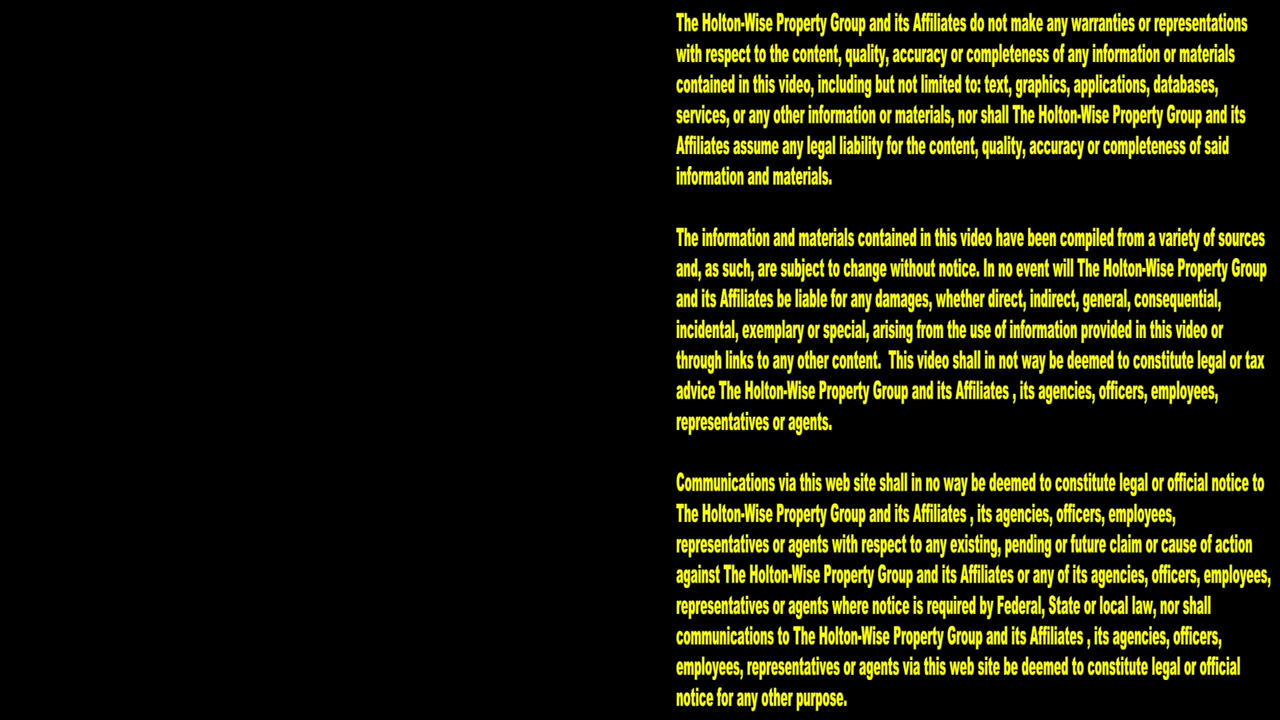 The Holton-Wise Property Group and its Affiliates do not make any warranties or representations
with respect to the content, quality, accuracy or completeness of any information or materials
contained in this video, including but not limited to: text, graphics, applications, databases,
services, or any other information or materials, nor shall The Holton-Wise Property Group and its
Affiliates assume any legal liability for the content, quality, accuracy or completeness of said
information and materials.
The information and materials contained in this video have been compiled from a variety of sources
and, as such, are subject to change without notice. In no event will The Holton-Wise Property Group
and its Affiliates be liable for any damages, whether direct, indirect, general, consequential,
incidental, exemplary or special, arising from the use of information provided in this video or
through links to any other content.  This video shall in not way be deemed to constitute legal or tax
advice The Holton-Wise Property Group and its Affiliates , its agencies, officers, employees,
representatives or agents.
Communications via this web site shall in no way be deemed to constitute legal or official notice to
The Holton-Wise Property Group and its Affiliates , its agencies, officers, employees,
representatives or agents with respect to any existing, pending or future claim or cause of action
against The Holton-Wise Property Group and its Affiliates or any of its agencies, officers, employees,
representatives or agents where notice is required by Federal, State or local law, nor shall
communications to The Holton-Wise Property Group and its Affiliates , its agencies, officers,
employees, representatives or agents via this web site be deemed to constitute legal or official
notice for any other purpose.